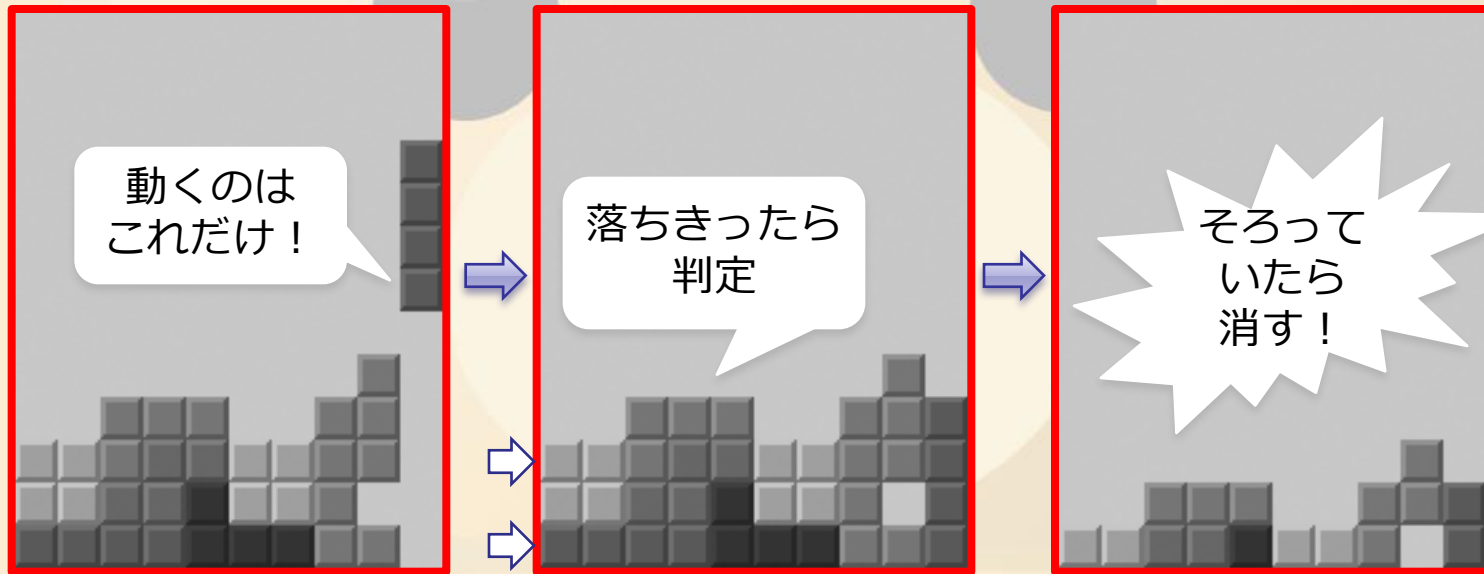 動くのは
これだけ！
落ちきったら
判定
そろって
いたら
消す！